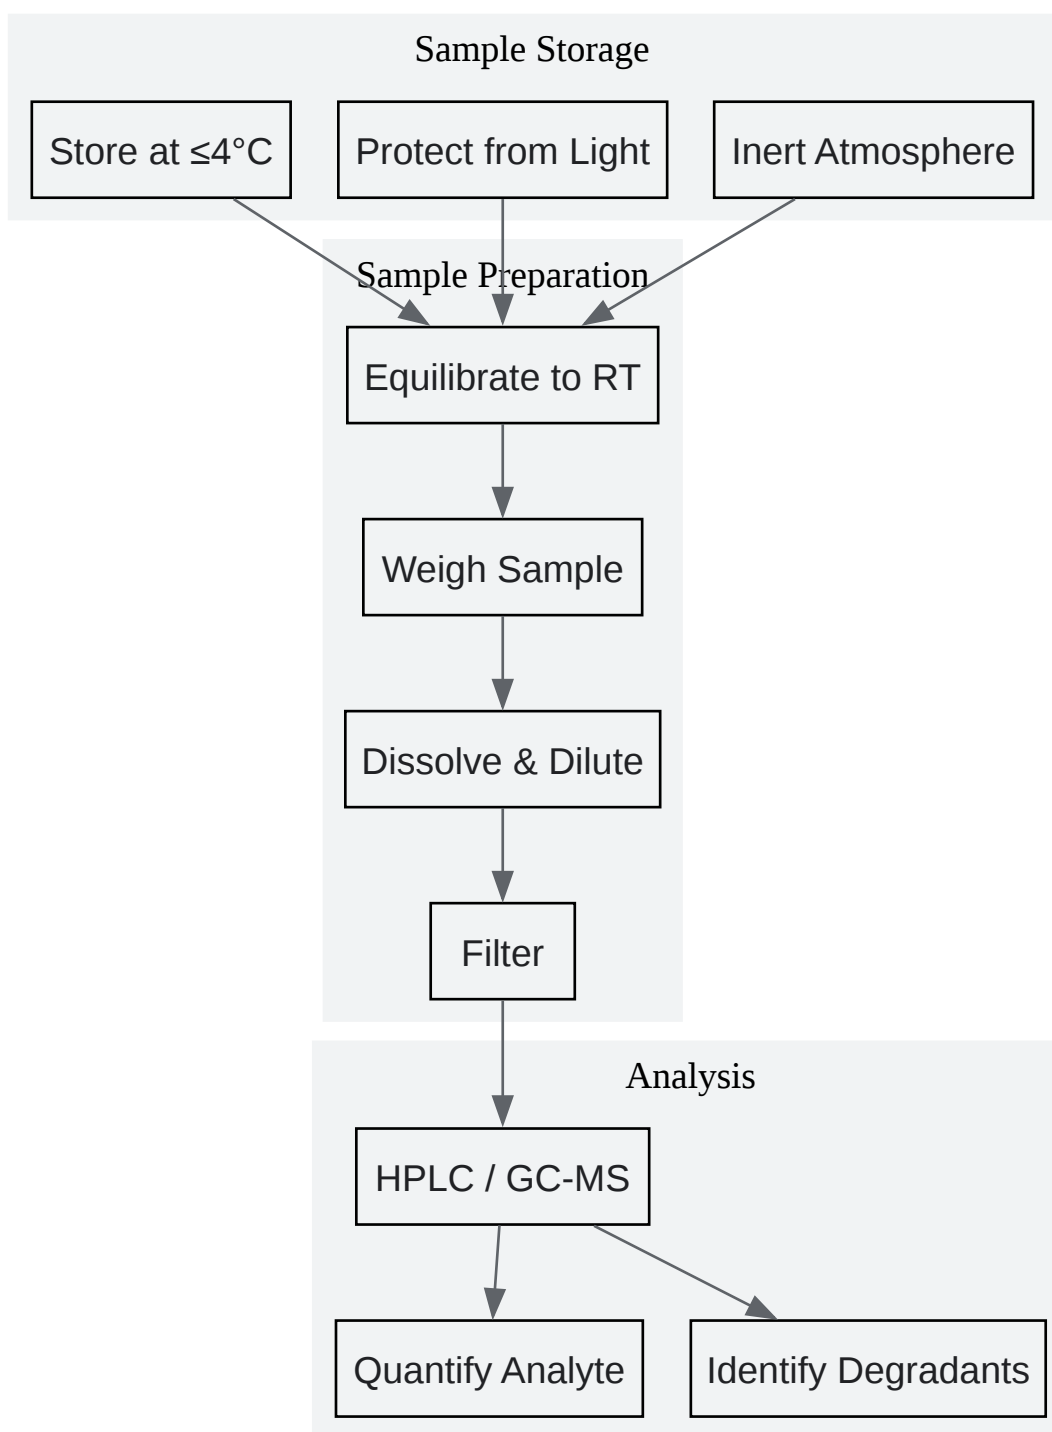 Sample Storage
Store at ≤4°C
Protect from Light
Inert Atmosphere
Sample Preparation
Equilibrate to RT
Weigh Sample
Dissolve & Dilute
Filter
Analysis
HPLC / GC-MS
Quantify Analyte
Identify Degradants